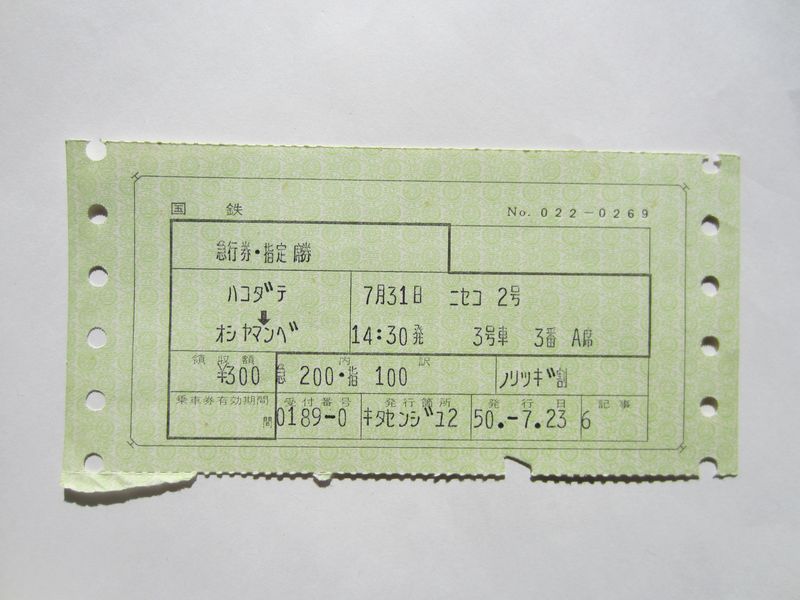 国鉄 No. 022-0269
急行券・指定席券
ハコダテ 7月31日 ニセコ 2号
⬇
オシヤマンベ 14:30発 3号車 3番 A席
領収額 内訳
¥300 急 200・指 100 ノリツギ割
乗車券有効期間 受付番号 発行箇所 発行日 記事
間 0189-0 キタセンジユ2 50.-7.23 6